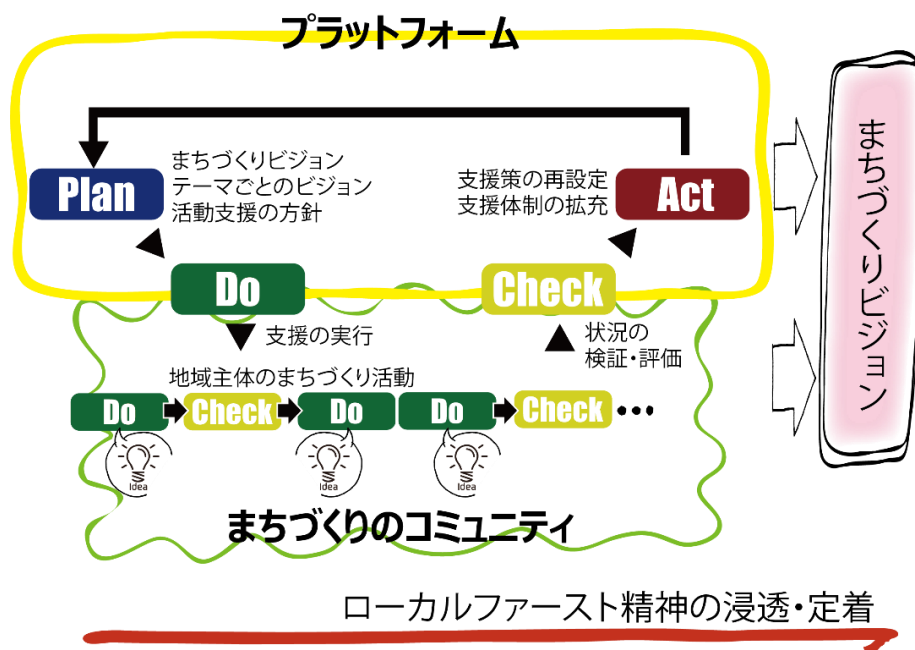 プラットフォーム
Plan
まちづくりビジョン
テーマごとのビジョン
活動支援の方針
支援策の再設定
支援体制の拡充
Act
Do
Check
支援の実行
状況の
検証・評価
地域主体のまちづくり活動
Do
Check
Do
Do
Check
•••
Idea
Idea
Idea
まちづくりのコミュニティ
まちづくりビジョン
ローカルファースト精神の浸透・定着